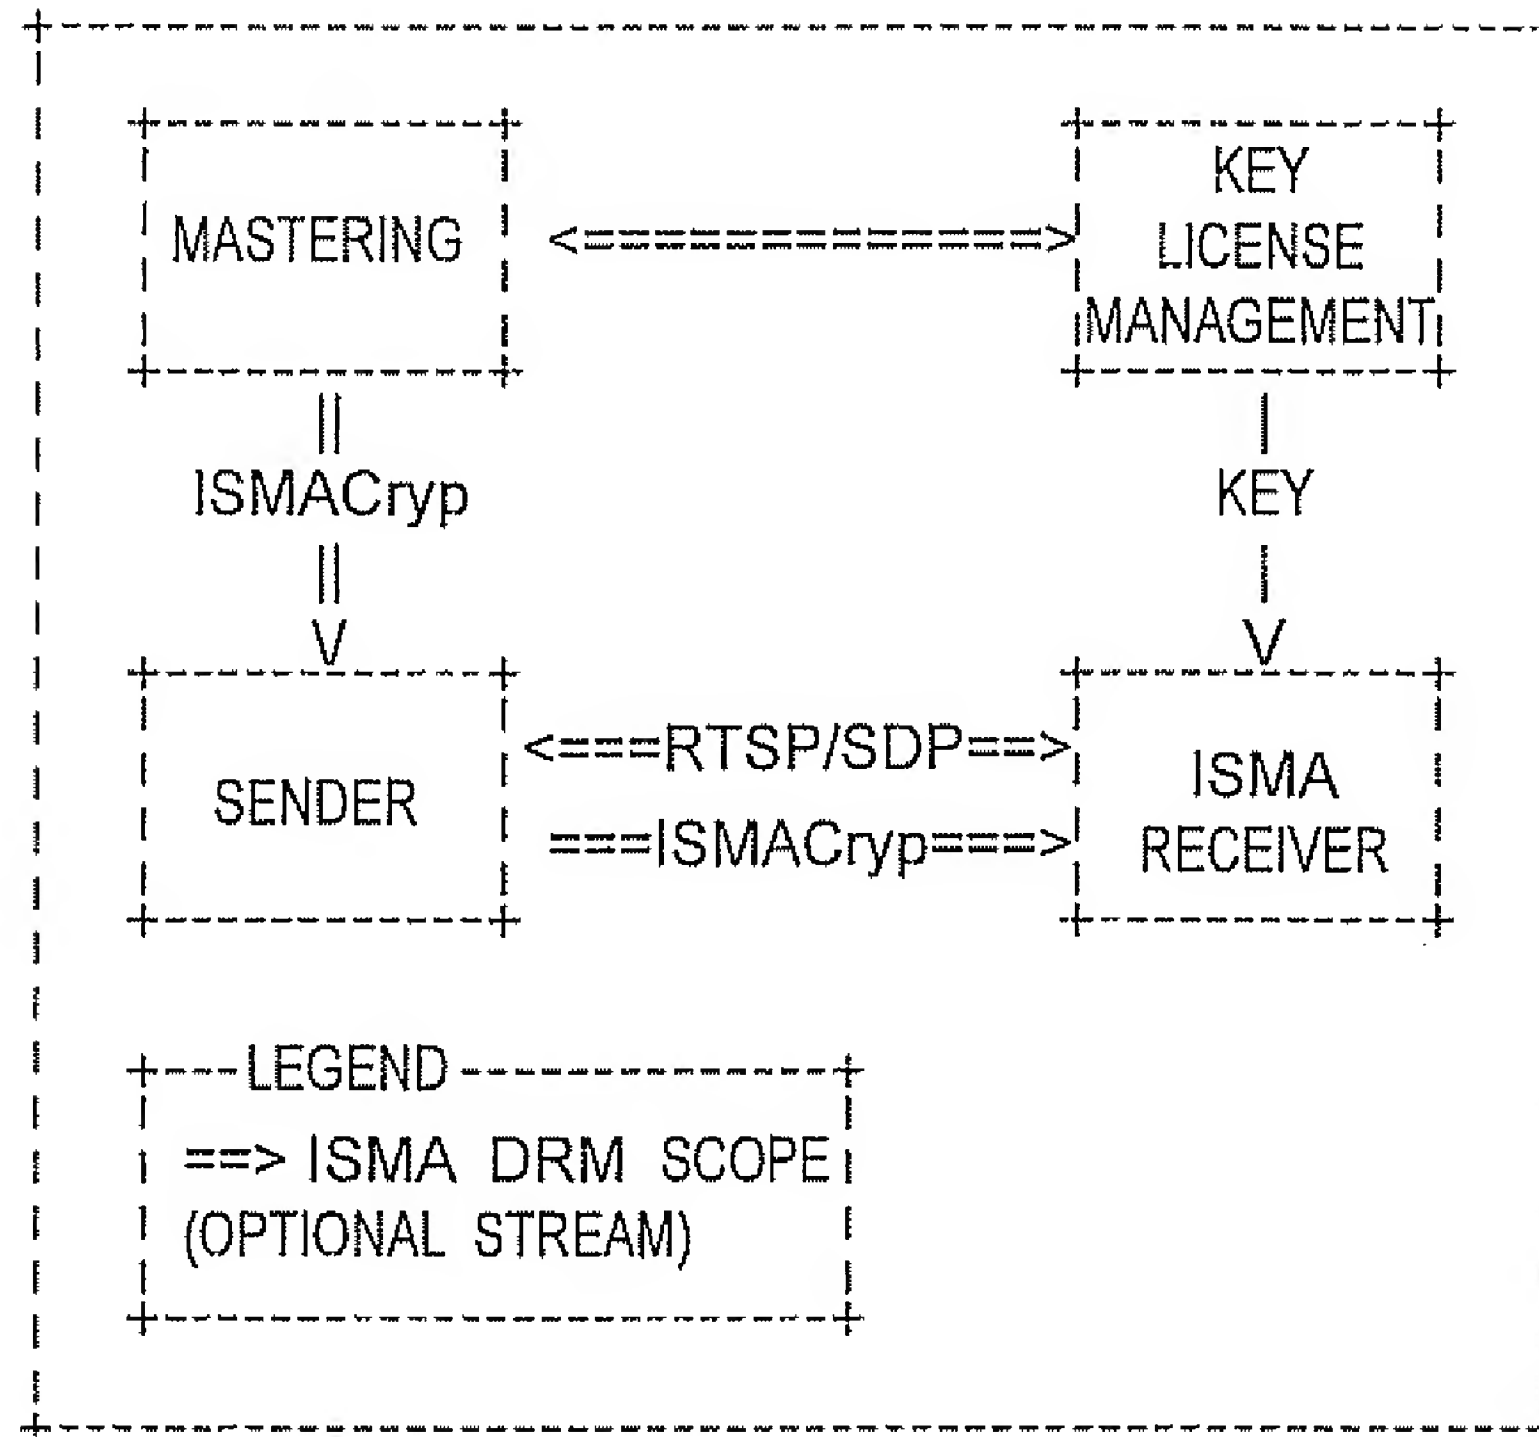 MASTERING <==============> KEY
LICENSE
MANAGEMENT
ISMACryp
KEY
V
V
SENDER
<===RTSP/SDP==>
===ISMACryp===>
ISMA
RECEIVER
LEGEND
==> ISMA DRM SCOPE
(OPTIONAL STREAM)